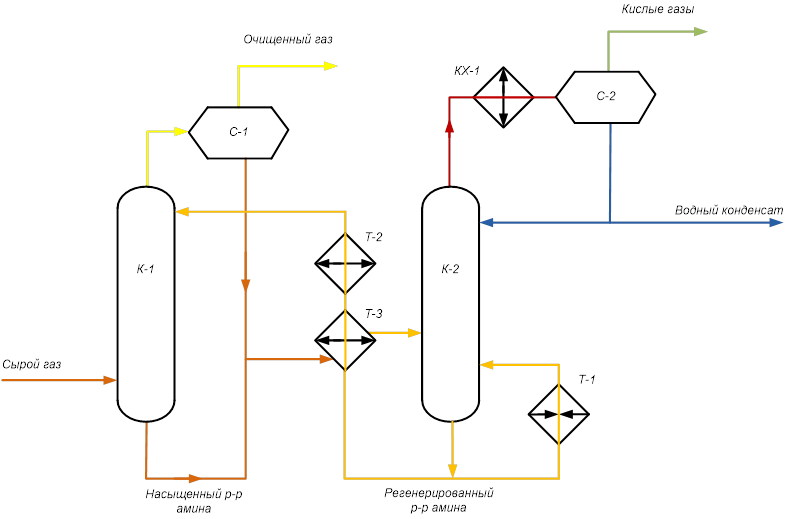 Кислые газы
Очищенный газ
КХ-1
С-2
С-1
Водный конденсат
Т-2
К-1
К-2
Т-3
Сырой газ
Т-1
Насыщенный р-р
амина
Регенерированный
р-р амина